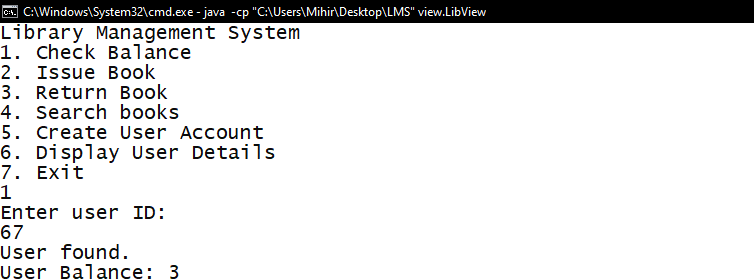 C:\Windows\System32\cmd.exe - java -cp "C:\Users\Mihir\Desktop\LMS" view.LibView
Library Management System
1. Check Balance
2. Issue Book
3. Return Book
4. Search books
5. Create User Account
6. Display User Details
7. Exit
1
Enter user ID:
67
User found.
User Balance: 3